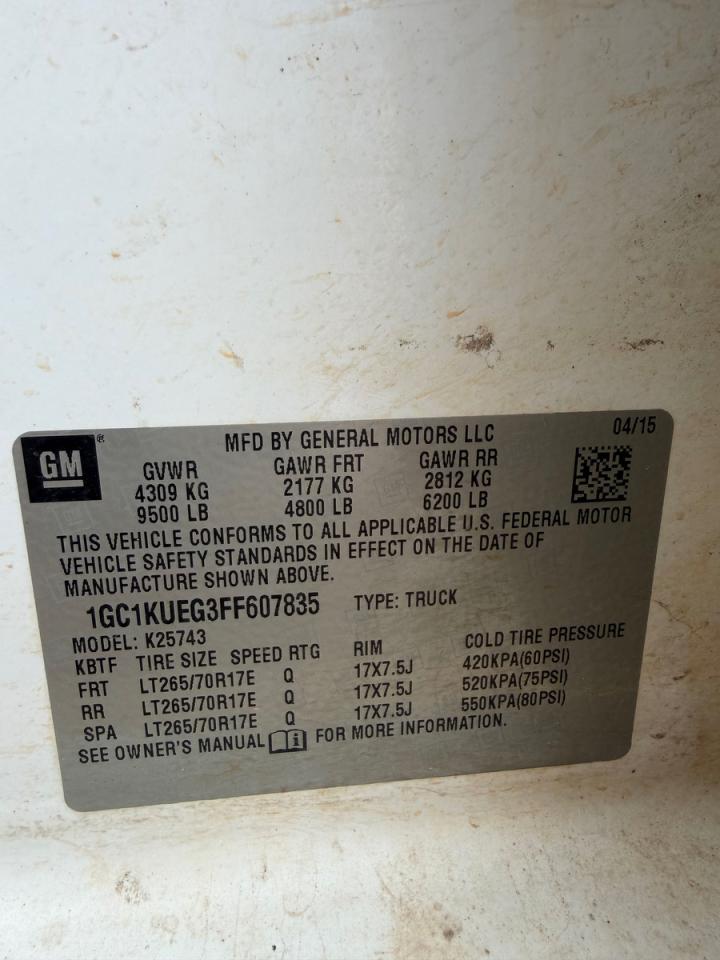 GM ®
MFD BY GENERAL MOTORS LLC 04/15
GVWR GAWR FRT GAWR RR
4309 KG 2177 KG 2812 KG
9500 LB 4800 LB 6200 LB
THIS VEHICLE CONFORMS TO ALL APPLICABLE U.S. FEDERAL MOTOR
VEHICLE SAFETY STANDARDS IN EFFECT ON THE DATE OF
MANUFACTURE SHOWN ABOVE.
1GC1KUEG3FF607835 TYPE: TRUCK
MODEL: K25743
KBTF TIRE SIZE SPEED RTG RIM COLD TIRE PRESSURE
FRT LT265/70R17E Q 17X7.5J 420KPA(60PSI)
RR LT265/70R17E Q 17X7.5J 520KPA(75PSI)
SPA LT265/70R17E Q 17X7.5J 550KPA(80PSI)
SEE OWNER'S MANUAL i FOR MORE INFORMATION.